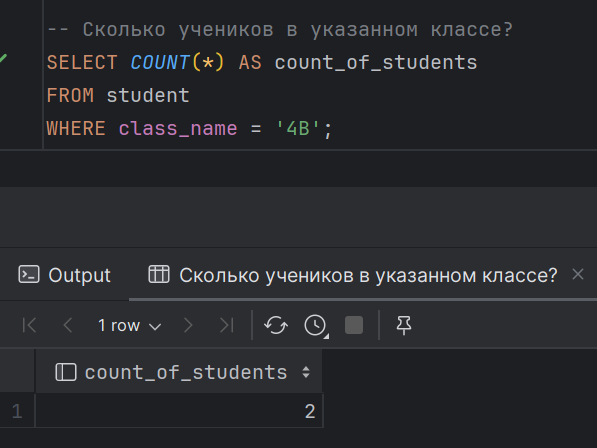 -- Сколько учеников в указанном классе?
SELECT COUNT(*) AS count_of_students
FROM student
WHERE class_name = '4B';
Output
Сколько учеников в указанном классе?
1 row
count_of_students
1
2